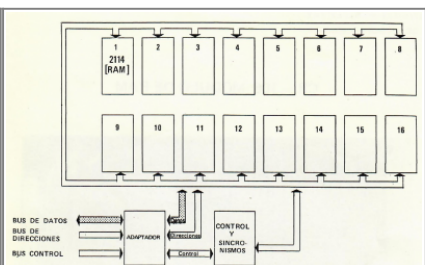 1 2 3 4 5 6 7 8
2114
[RAM]
9 10 11 12 13 14 15 16
BUS DE DATOS
BUS DE
DIRECCIONES
BUS CONTROL
ADAPTADOR
Direcciones
Control
CONTROL
Y
SINCRO-
NISMOS